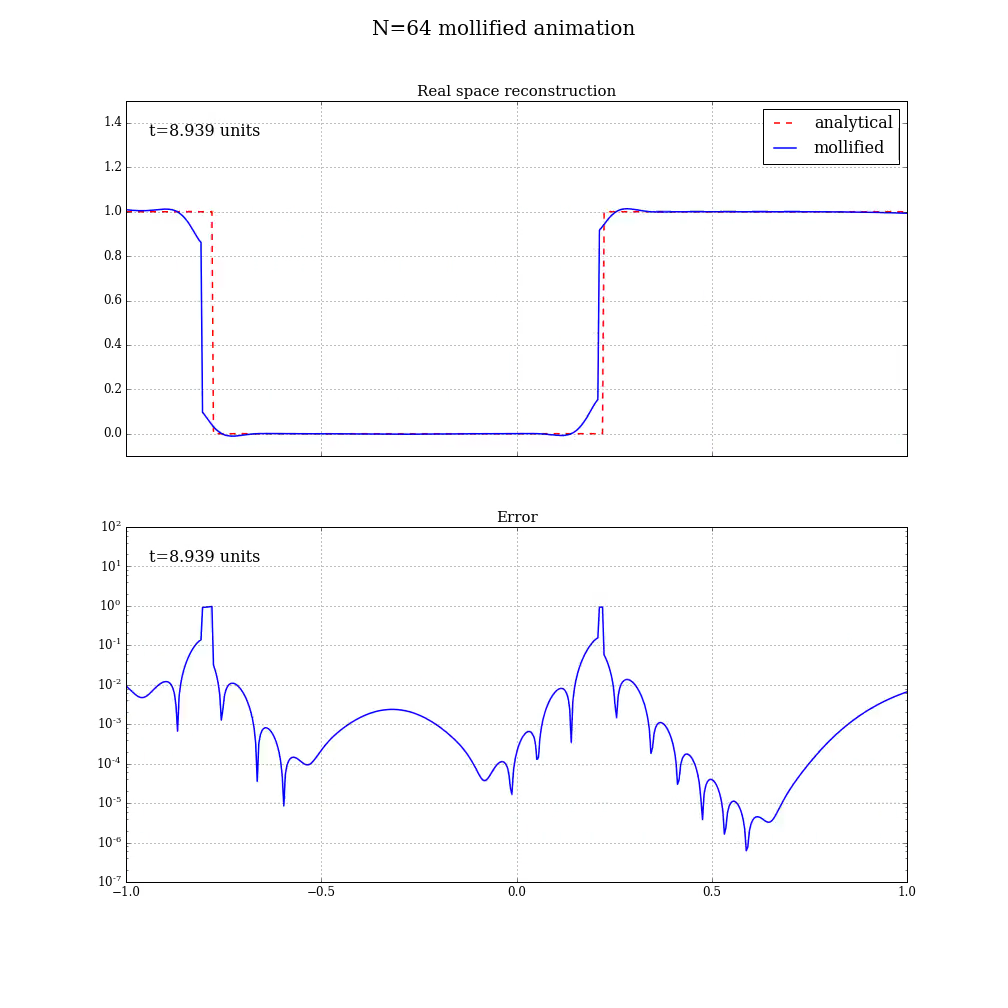 N=64 mollified animation
Real space reconstruction
t=8.939 units
analytical
mollified
1.4
1.2
1.0
0.8
0.6
0.4
0.2
0.0
Error
t=8.939 units
10²
10¹
10⁰
10⁻¹
10⁻²
10⁻³
10⁻⁴
10⁻⁵
10⁻⁶
10⁻⁷
−1.0 −0.5 0.0 0.5 1.0